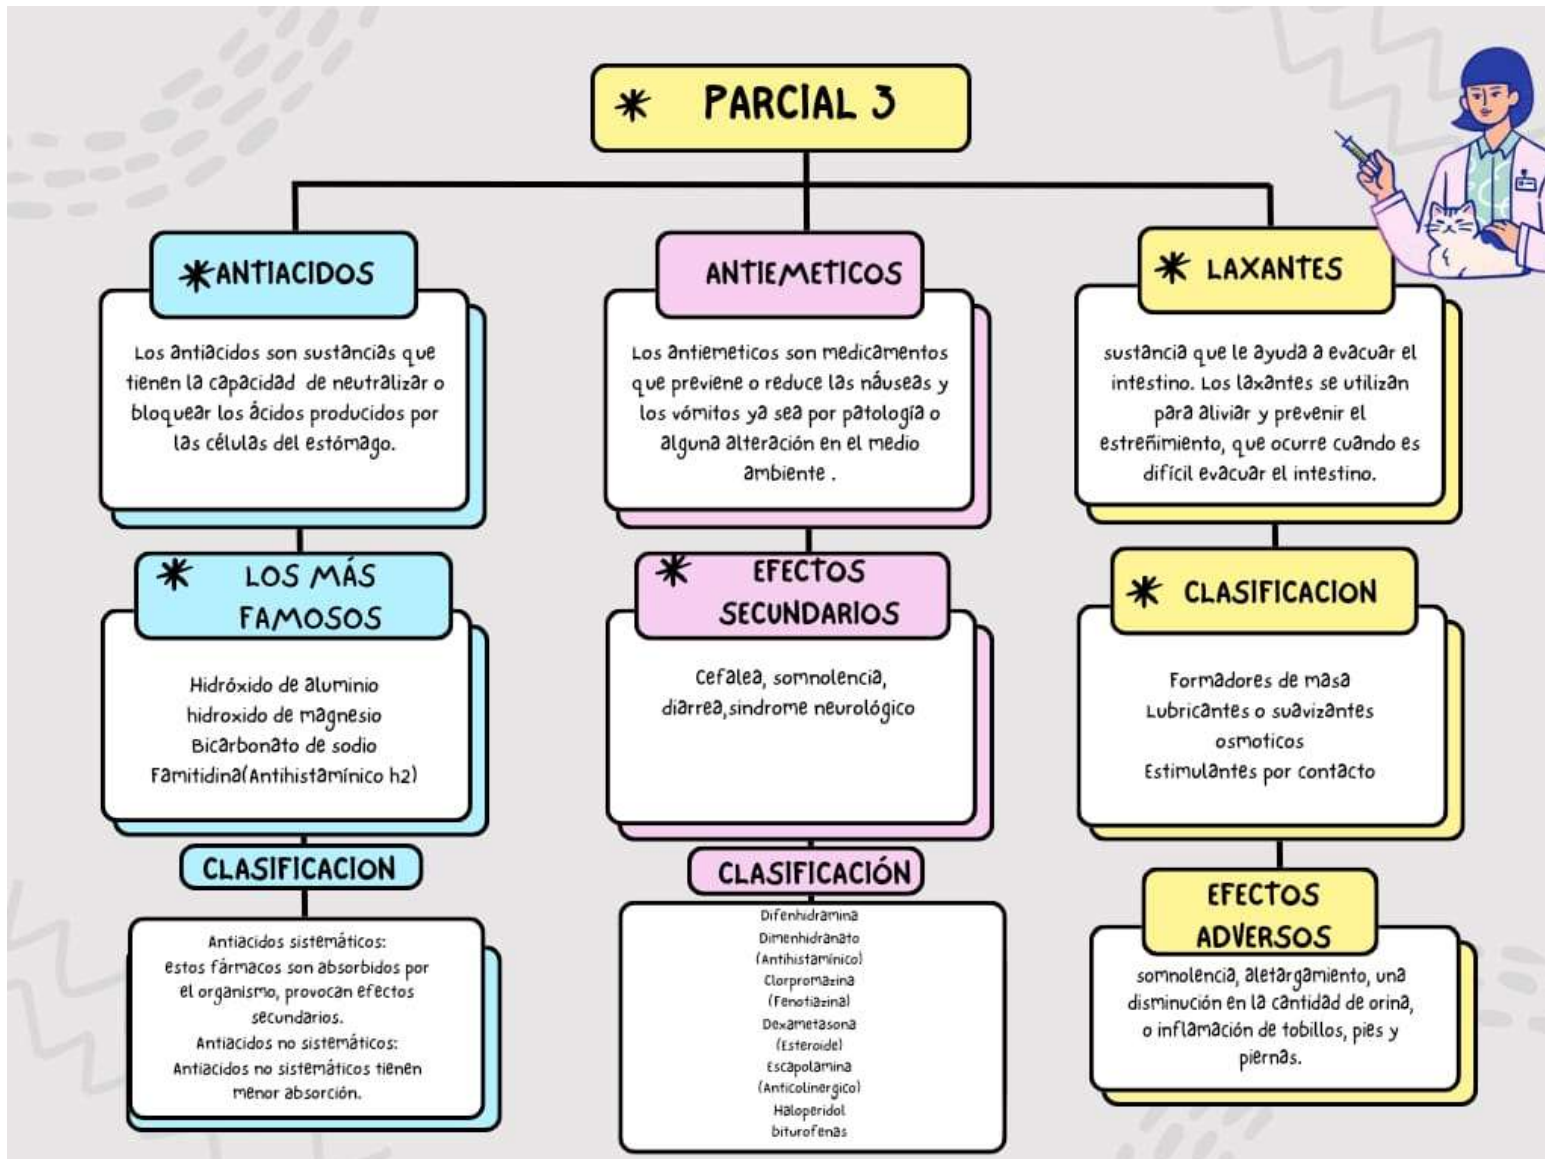 PARCIAL 3
ANTIACIDOS
Los antiacidos son sustancias que
tienen la capacidad de neutralizar o
bloquear los ácidos producidos por
las células del estómago.
LOS MÁS
FAMOSOS
Hidróxido de aluminio
hidroxido de magnesio
Bicarbonato de sodio
Famitidina(Antihistamínico h2)
CLASIFICACION
Antiacidos sistemáticos:
estos fármacos son absorbidos por
el organismo, provocan efectos
secundarios.
Antiacidos no sistemáticos:
Antiacidos no sistemáticos tienen
menor absorción.
ANTIEMETICOS
Los antiemeticos son medicamentos
que previene o reduce las náuseas y
los vómitos ya sea por patología o
alguna alteración en el medio
ambiente .
EFECTOS
SECUNDARIOS
Cefalea, somnolencia,
diarrea,sindrome neurológico
CLASIFICACIÓN
Difenhidramina
Dimenhidranato
(Antihistamínico)
Clorpromazina
(Fenotiazina)
Dexametasona
(Esteroide)
Escapolamina
(Anticolinergico)
Haloperidol
biturofenas
LAXANTES
sustancia que le ayuda a evacuar el
intestino. Los laxantes se utilizan
para aliviar y prevenir el
estreñimiento, que ocurre cuando es
difícil evacuar el intestino.
CLASIFICACION
Formadores de masa
Lubricantes o suavizantes
osmoticos
Estimulantes por contacto
EFECTOS
ADVERSOS
somnolencia, aletargamiento, una
disminución en la cantidad de orina,
o inflamación de tobillos, pies y
piernas.